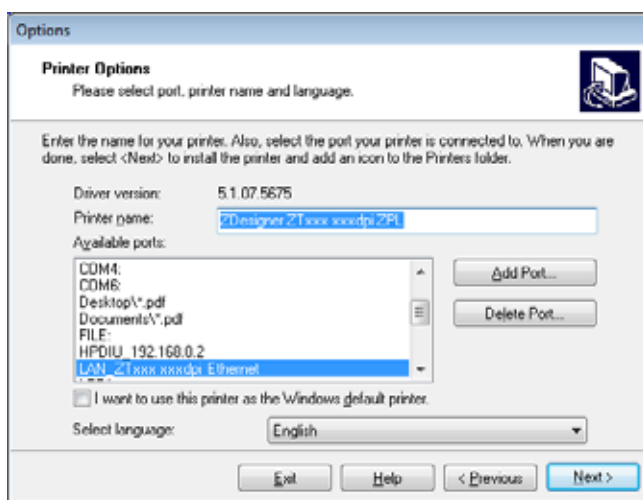 Options
Printer Options
Please select port, printer name and language.
Enter the name for your printer. Also, select the port your printer is connected to. When you are
done, select <Next> to install the printer and add an icon to the Printers folder.
Driver version: 5.1.07.5675
Printer name: ZDesigner ZTxxx xxxdpi ZPL
Available ports:
COM4:
COM6:
Desktop\*.pdf
Documents\*.pdf
FILE:
HPDIU_192.168.0.2
LAN_ZTxxx xxxdpi Ethernet
Add Port...
Delete Port...
I want to use this printer as the Windows default printer.
Select language: English
Exit Help < Previous Next >